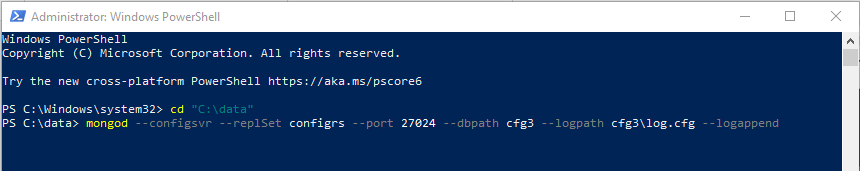 Administrator: Windows PowerShell
Windows PowerShell
Copyright (C) Microsoft Corporation. All rights reserved.
Try the new cross-platform PowerShell https://aka.ms/pscore6
PS C:\Windows\system32> cd "C:\data"
PS C:\data> mongod --configsvr --replSet configrs --port 27024 --dbpath cfg3 --logpath cfg3\log.cfg --logappend